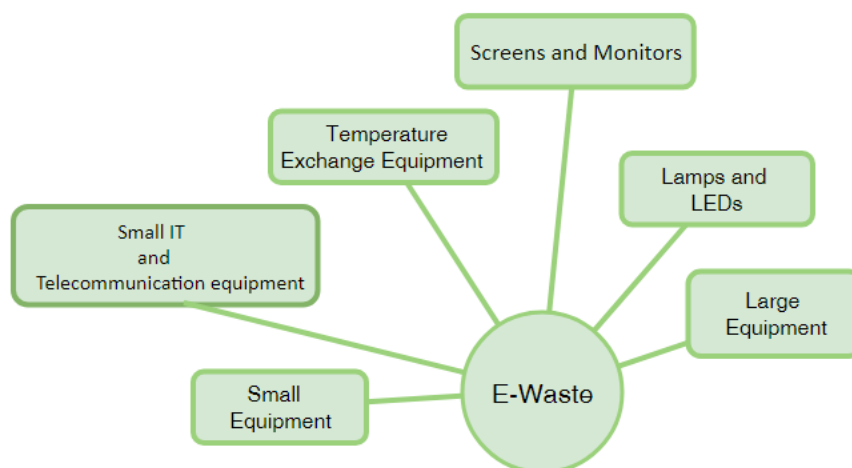 Screens and Monitors
Temperature
Exchange Equipment
Lamps and
LEDs
Small IT
and
Telecommunication equipment
Large
Equipment
Small
Equipment
E-Waste